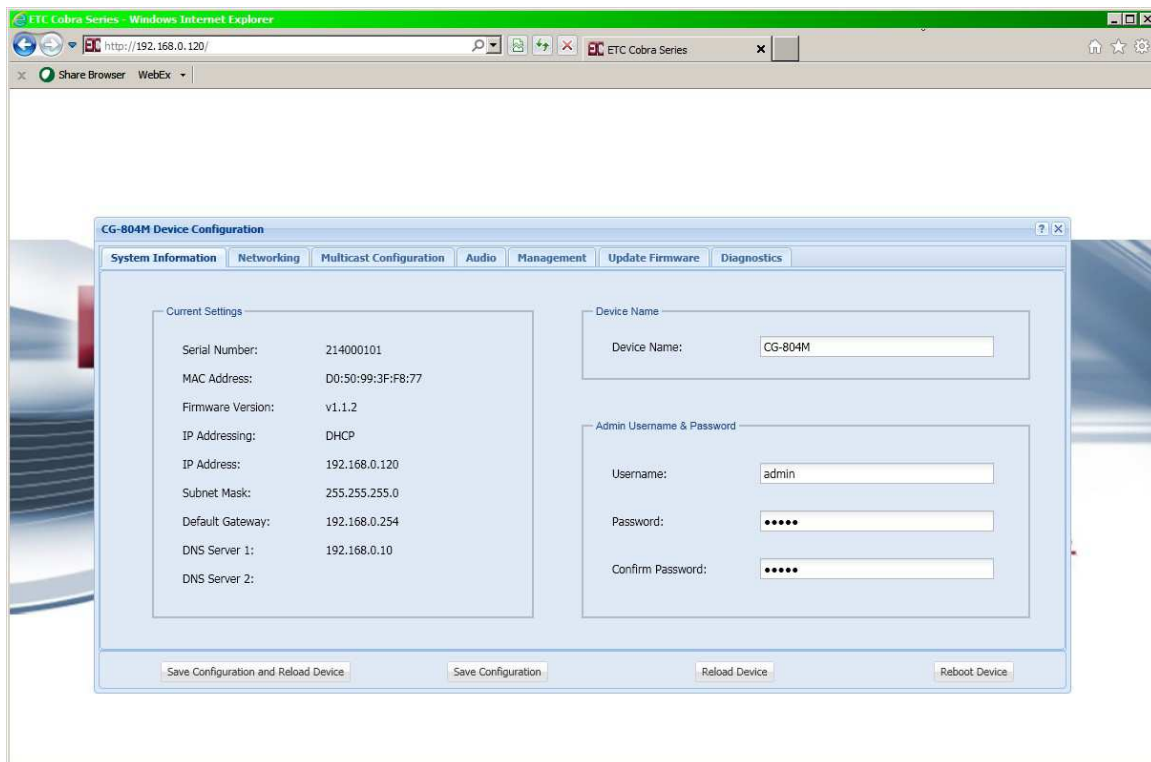 ETC Cobra Series - Windows Internet Explorer
http://192.168.0.120/
ETC Cobra Series
Share Browser WebEx
CG-804M Device Configuration
System Information Networking Multicast Configuration Audio Management Update Firmware Diagnostics
Current Settings
Serial Number: 214000101
MAC Address: D0:50:99:3F:F8:77
Firmware Version: v1.1.2
IP Addressing: DHCP
IP Address: 192.168.0.120
Subnet Mask: 255.255.255.0
Default Gateway: 192.168.0.254
DNS Server 1: 192.168.0.10
DNS Server 2:
Device Name
Device Name: CG-804M
Admin Username & Password
Username: admin
Password: •••••
Confirm Password: •••••
Save Configuration and Reload Device Save Configuration Reload Device Reboot Device